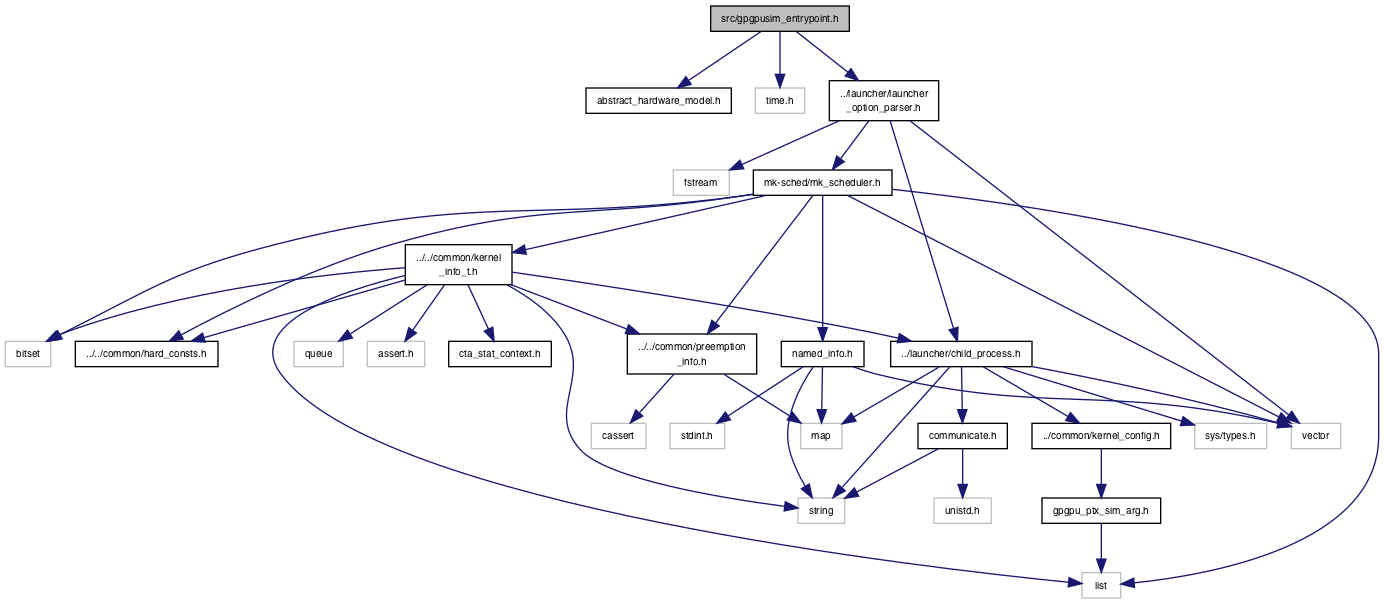 src/gpgpusim_entrypoint.h
abstract_hardware_model.h
time.h
../launcher/launcher
_option_parser.h
fstream
mk-sched/mk_scheduler.h
../../common/kernel
_info_t.h
bitset
../../common/hard_consts.h
queue
assert.h
cta_stat_context.h
../../common/preemption
_info.h
named_info.h
../launcher/child_process.h
cassert
stdint.h
map
communicate.h
../common/kernel_config.h
sys/types.h
vector
string
unistd.h
gpgpu_ptx_sim_arg.h
list